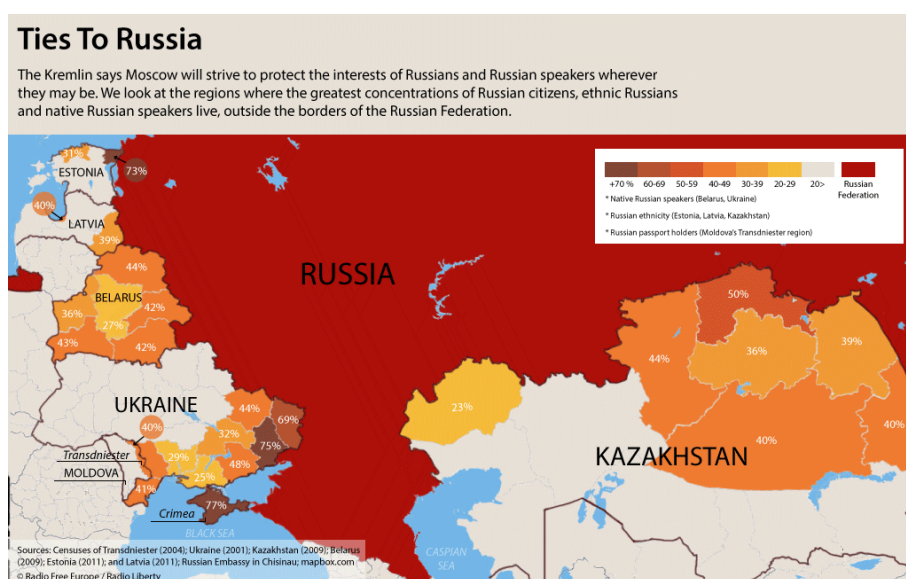 Ties To Russia
The Kremlin says Moscow will strive to protect the interests of Russians and Russian speakers wherever
they may be. We look at the regions where the greatest concentrations of Russian citizens, ethnic Russians
and native Russian speakers live, outside the borders of the Russian Federation.
+70 % 60-69 50-59 40-49 30-39 20-29 20> Russian
Federation
* Native Russian speakers (Belarus, Ukraine)
* Russian ethnicity (Estonia, Latvia, Kazakhstan)
* Russian passport holders (Moldova's Transdniester region)
31%
ESTONIA
73%
40%
LATVIA
39%
44%
BELARUS
36%
42%
27%
43%
42%
RUSSIA
50%
44%
36%
39%
23%
40%
40%
KAZAKHSTAN
UKRAINE
44%
69%
40%
32%
75%
Transdniester
29%
48%
MOLDOVA
25%
41%
77%
Crimea
BLACK SEA
CASPIAN
SEA
Sources: Censuses of Transdniester (2004); Ukraine (2001); Kazakhstan (2009); Belarus
(2009); Estonia (2011); and Latvia (2011); Russian Embassy in Chisinau; mapbox.com
© Radio Free Europe / Radio Liberty